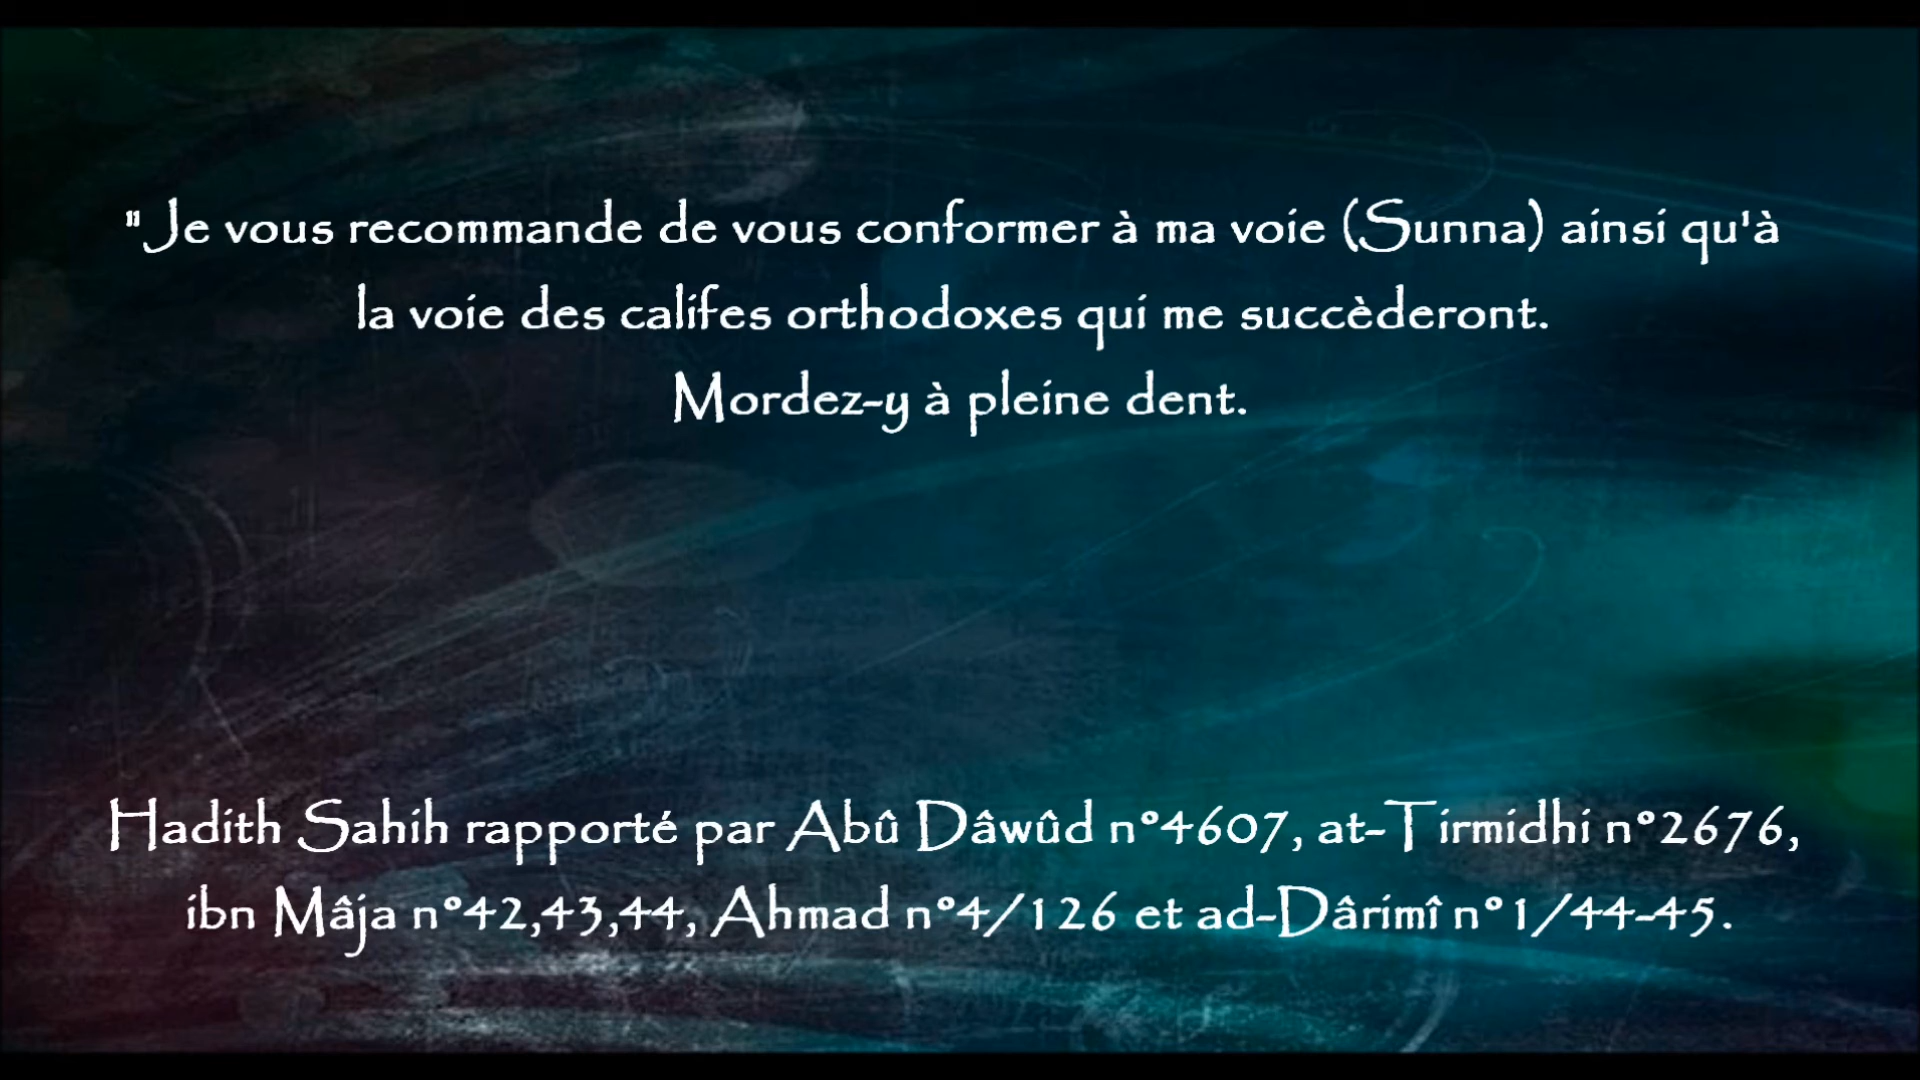 "Je vous recommande de vous conformer à ma voie (Sunna) ainsi qu'à
la voie des califes orthodoxes qui me succèderont.
Mordez-y à pleine dent.
Hadith Sahih rapporté par Abû Dâwûd n°4607, at-Tirmidhi n°2676,
ibn Mâja n°42,43,44, Ahmad n°4/126 et ad-Dârimî n°1/44-45.